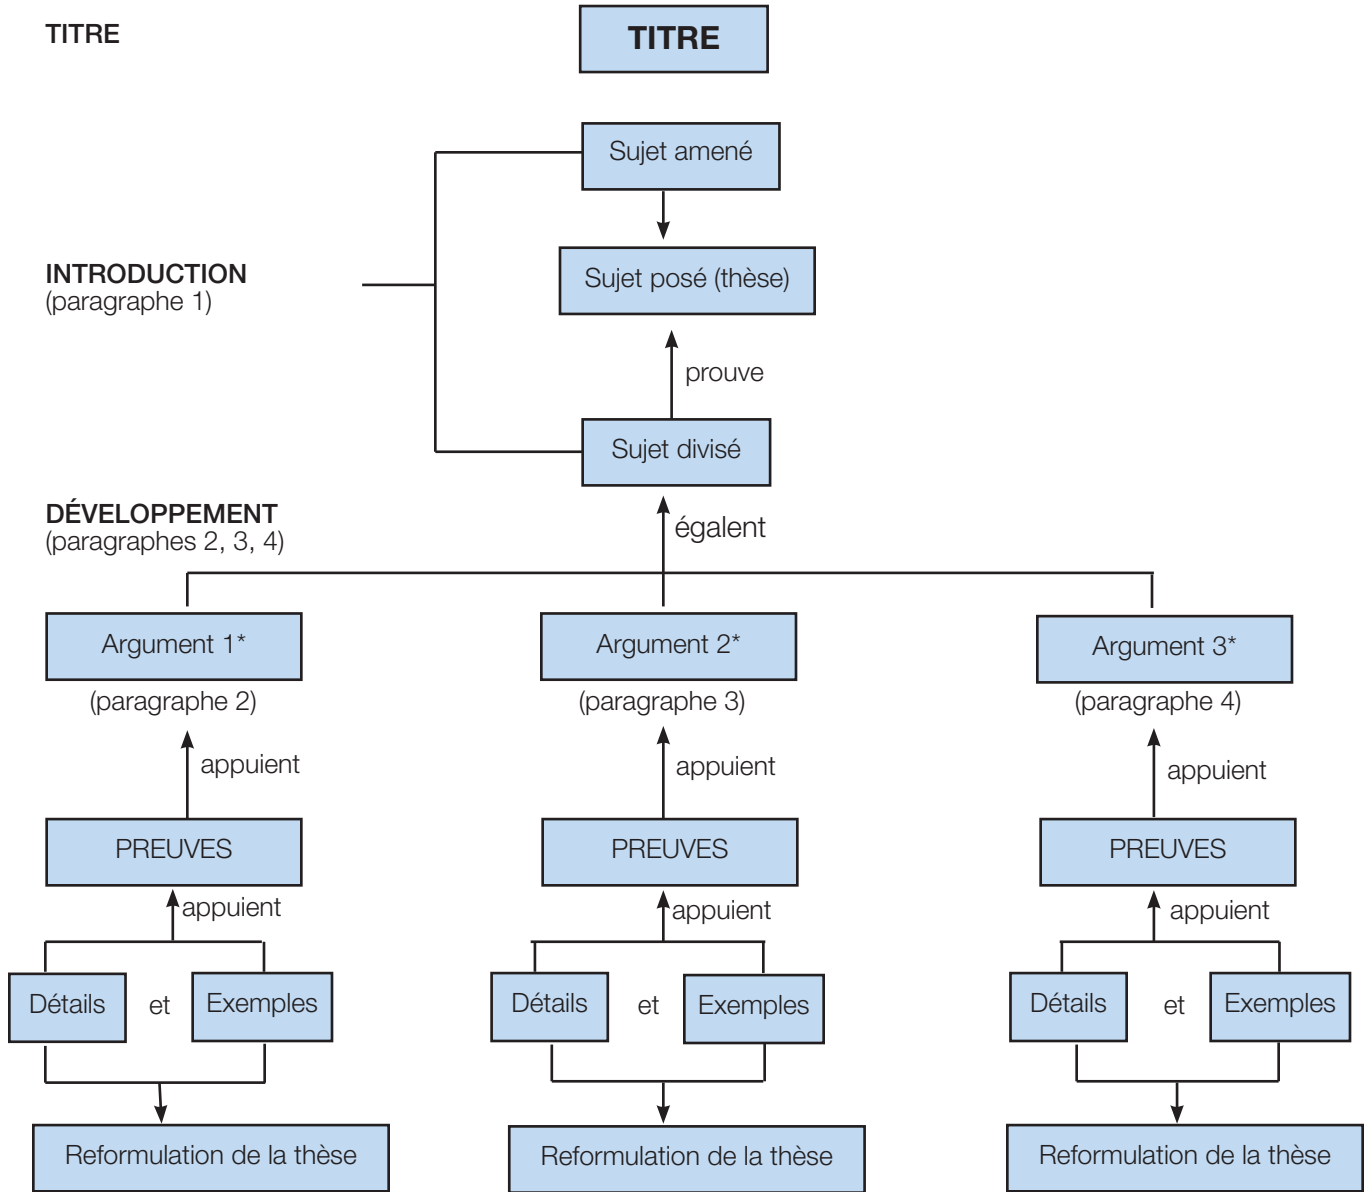 TITRE
TITRE
Sujet amené
INTRODUCTION
(paragraphe 1)
Sujet posé (thèse)
prouve
Sujet divisé
DÉVELOPPEMENT
(paragraphes 2, 3, 4)
égalent
Argument 1*
Argument 2*
Argument 3*
(paragraphe 2)
(paragraphe 3)
(paragraphe 4)
appuient
appuient
appuient
PREUVES
PREUVES
PREUVES
appuient
appuient
appuient
Détails et Exemples
Détails et Exemples
Détails et Exemples
Reformulation de la thèse
Reformulation de la thèse
Reformulation de la thèse